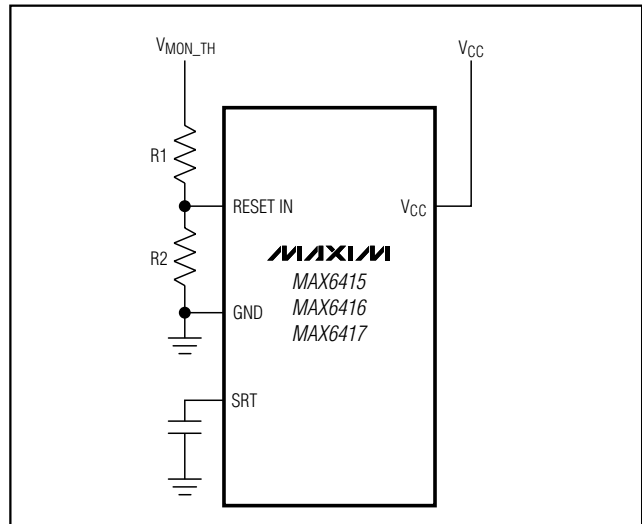 VMON_TH
VCC
R1
RESET IN
VCC
R2
MAXIM
MAX6415
MAX6416
MAX6417
GND
SRT